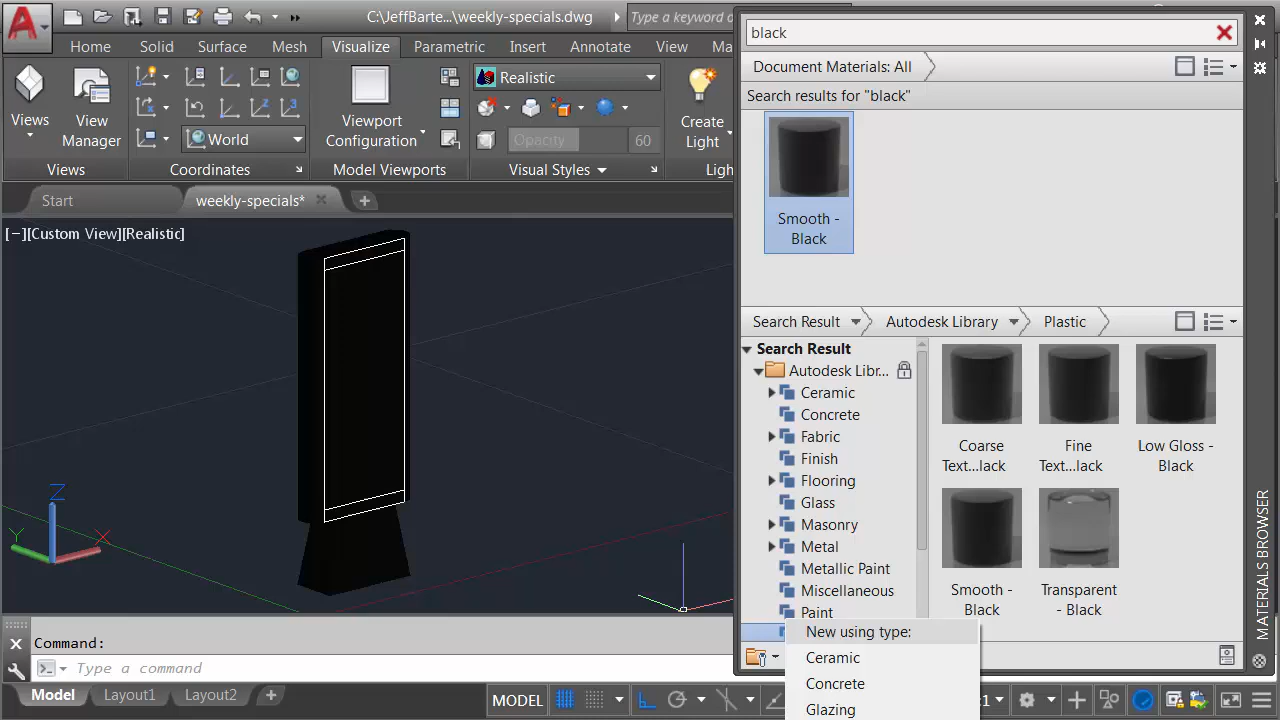 C:\JeffBarte...\weekly-specials.dwg
Type a keyword o
Home
Solid
Surface
Mesh
Visualize
Parametric
Insert
Annotate
View
Ma
Views
View
Manager
World
Viewport
Configuration
Realistic
Opacity
60
Create
Light
Views
Coordinates
Model Viewports
Visual Styles
Ligh
Start
weekly-specials*
[−][Custom View][Realistic]
Z
Y
X
black
Document Materials: All
Search results for "black"
Smooth -
Black
Search Result
Autodesk Library
Plastic
Search Result
Autodesk Libr...
Ceramic
Concrete
Fabric
Finish
Flooring
Glass
Masonry
Metal
Metallic Paint
Miscellaneous
Paint
Coarse
Text...lack
Fine
Text...lack
Low Gloss -
Black
Smooth -
Black
Transparent
- Black
New using type:
Ceramic
Concrete
Glazing
MATERIALS BROWSER
Command:
Type a command
Model
Layout1
Layout2
MODEL